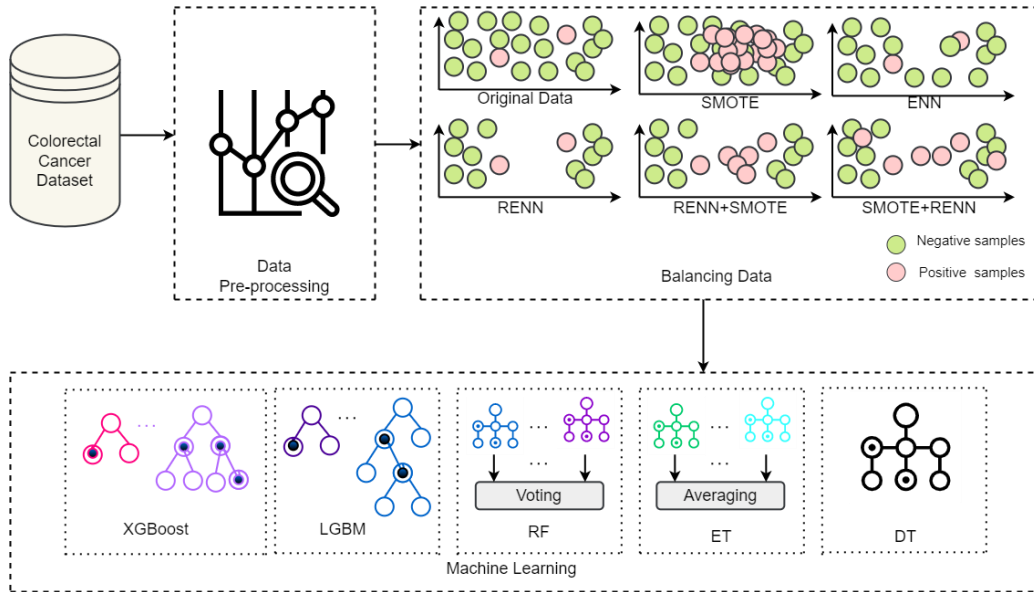 Colorectal
Cancer
Dataset
Data
Pre-processing
Original Data
SMOTE
ENN
RENN
RENN+SMOTE
SMOTE+RENN
Negative samples
Positive samples
Balancing Data
XGBoost
LGBM
Voting
RF
Averaging
ET
DT
Machine Learning